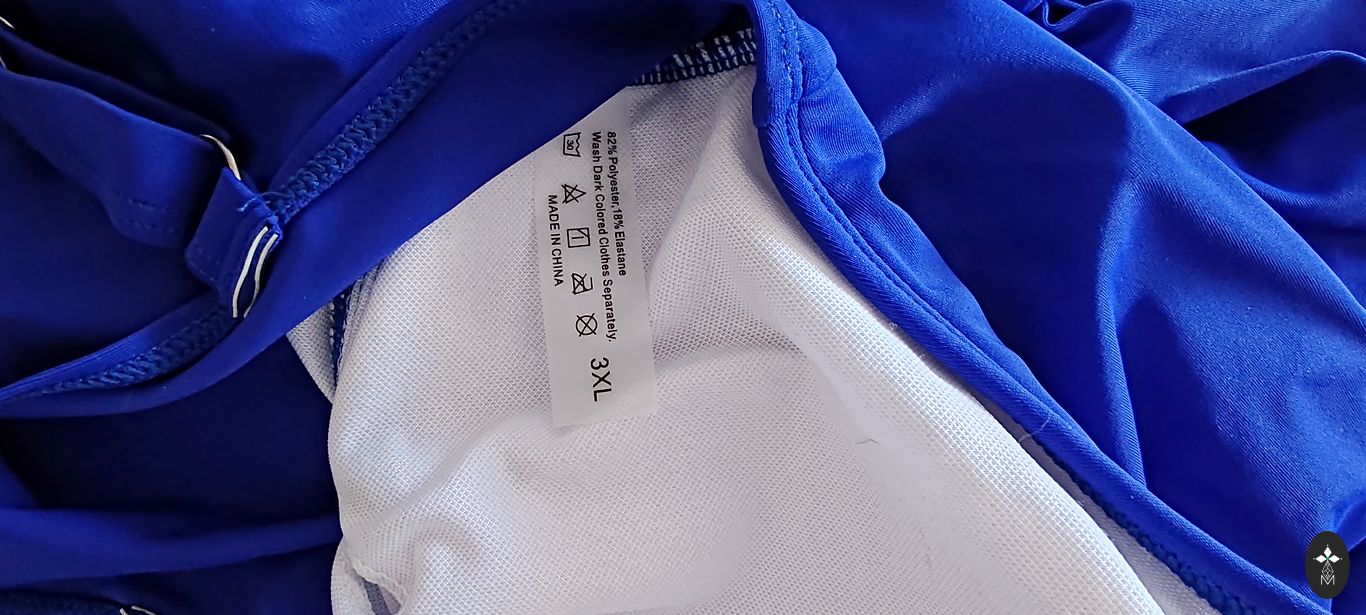 82% Polyester,18% Elastane
Wash Dark Colored Clothes Separately.
30
MADE IN CHINA
3XL
M